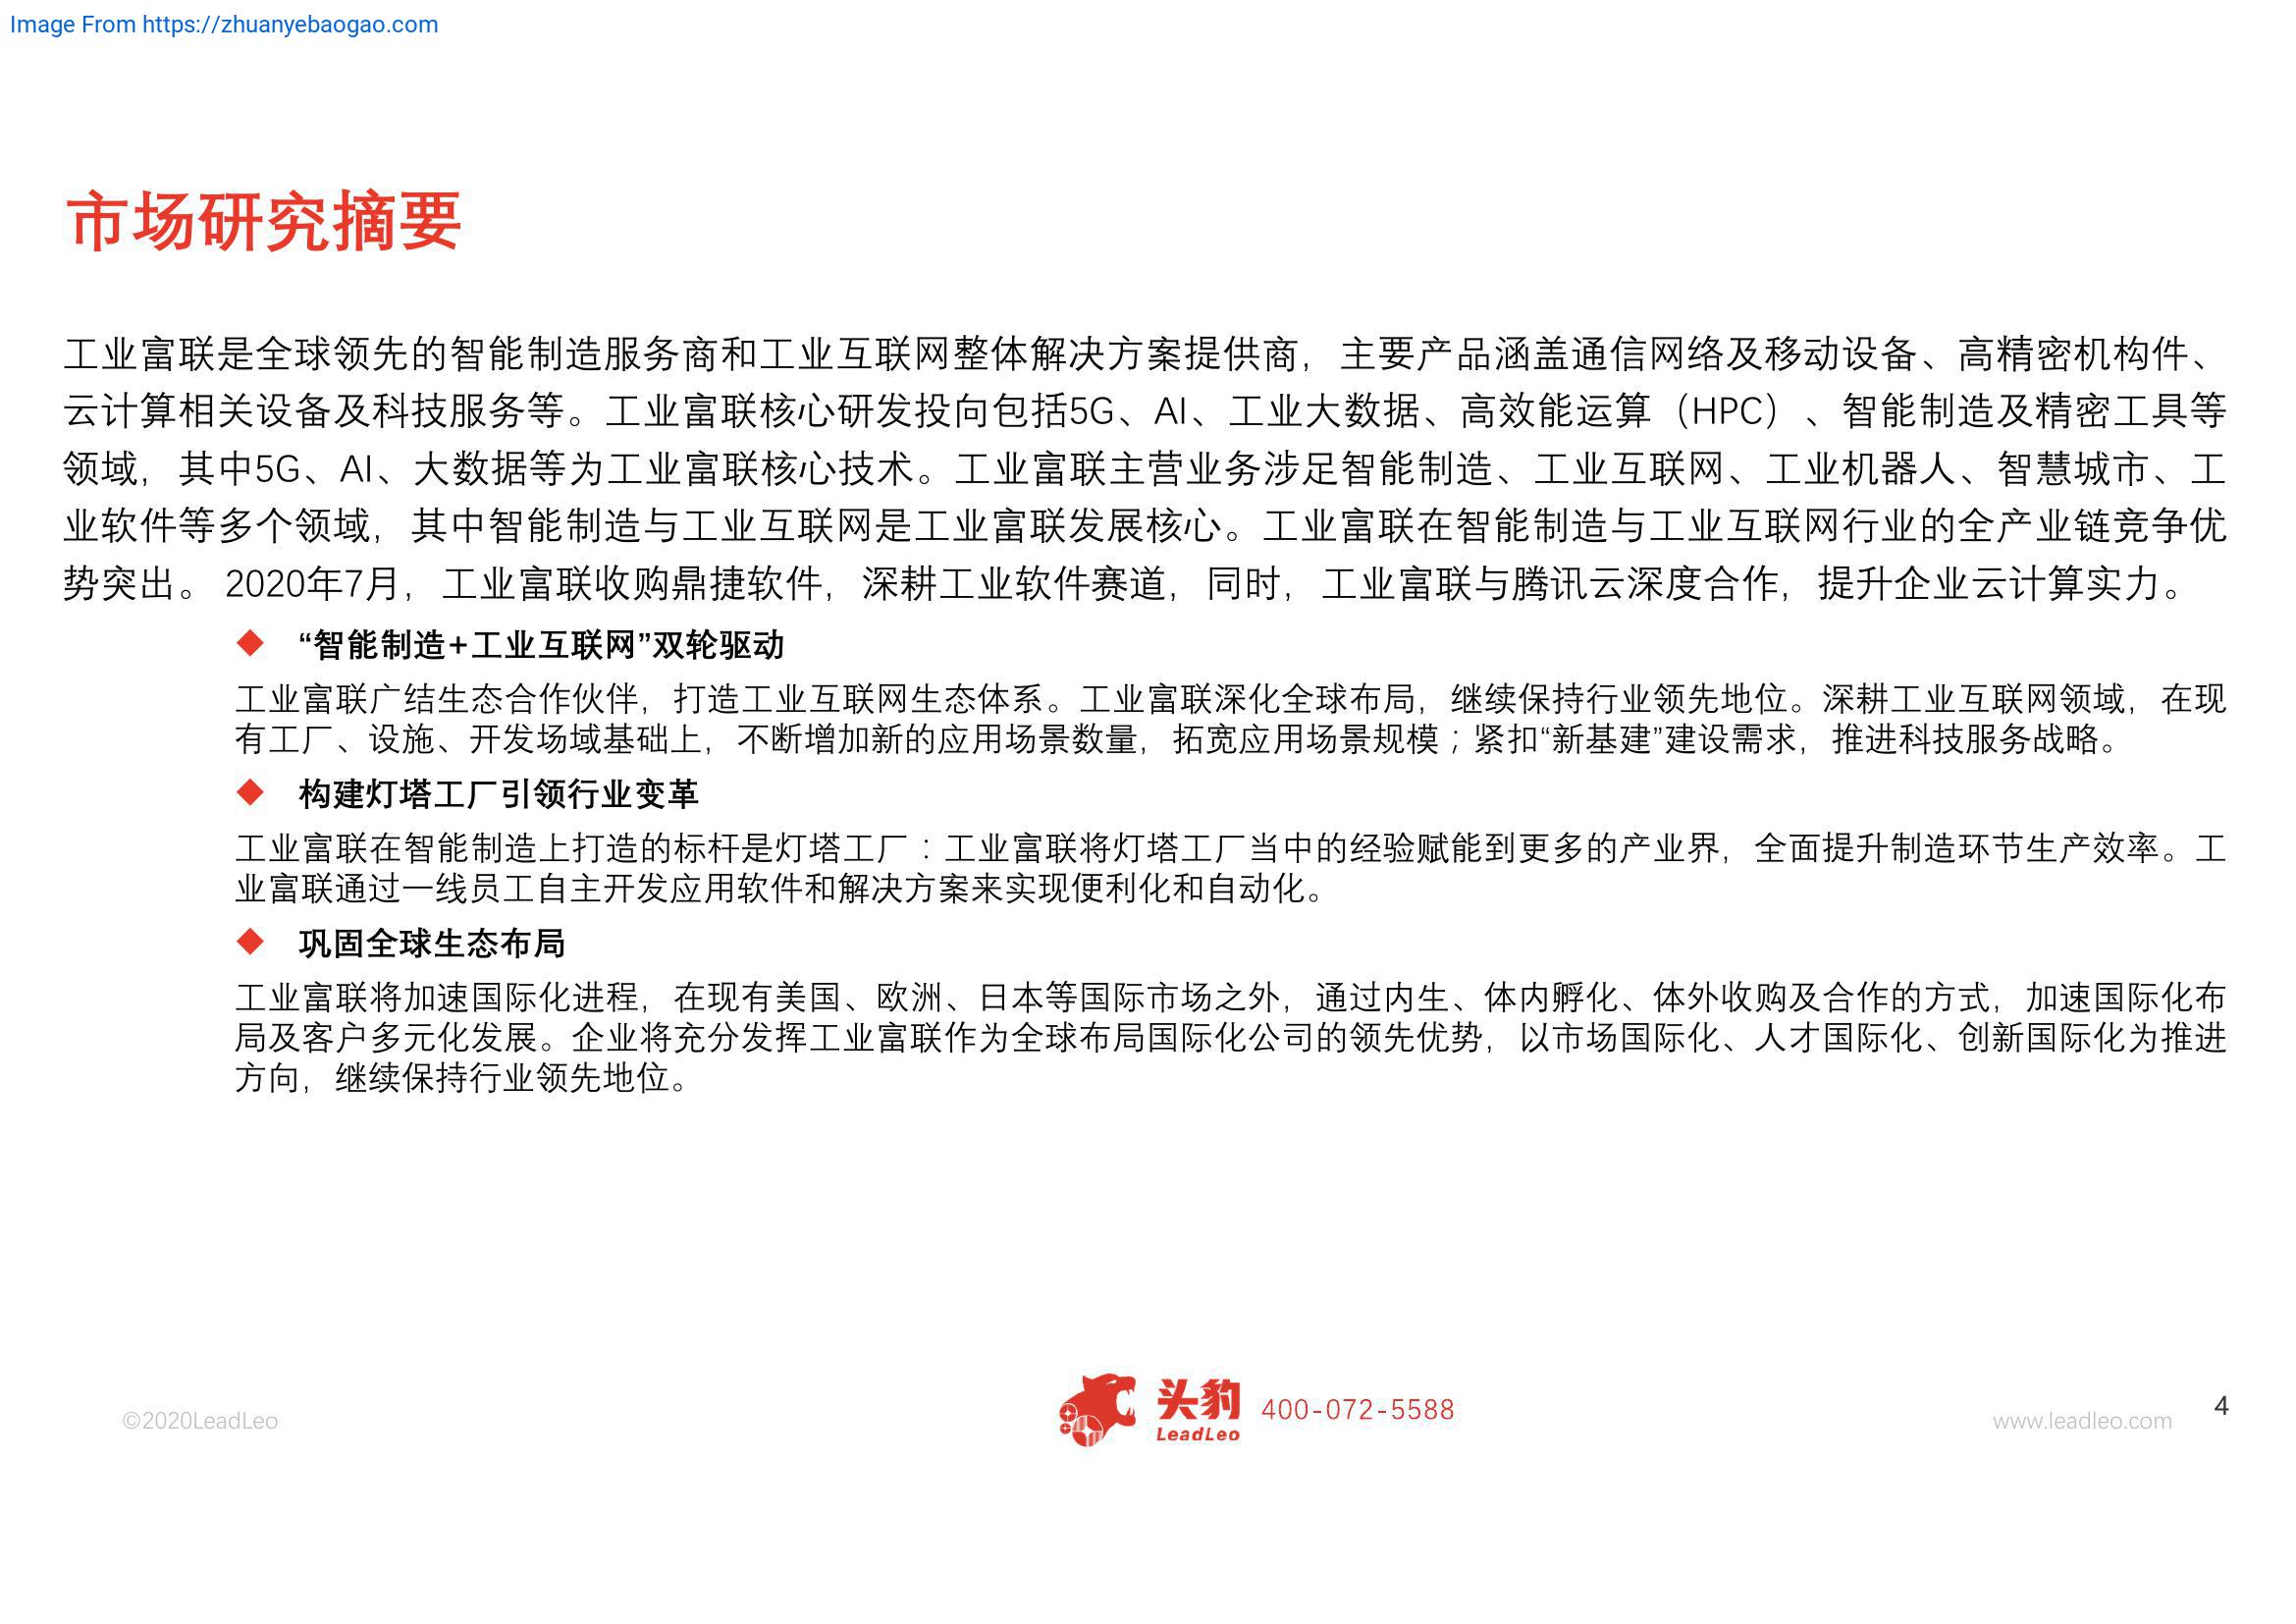 Image From https://zhuanyebaogao.com
市场研究摘要
工业富联是全球领先的智能制造服务商和工业互联网整体解决方案提供商，主要产品涵盖通信网络及移动设备、高精密机构件、
云计算相关设备及科技服务等。工业富联核心研发投向包括5G、AI、工业大数据、高效能运算（HPC）、智能制造及精密工具等
领域，其中5G、AI、大数据等为工业富联核心技术。工业富联主营业务涉足智能制造、工业互联网、工业机器人、智慧城市、工
业软件等多个领域，其中智能制造与工业互联网是工业富联发展核心。工业富联在智能制造与工业互联网行业的全产业链竞争优
势突出。 2020年7月，工业富联收购鼎捷软件，深耕工业软件赛道，同时，工业富联与腾讯云深度合作，提升企业云计算实力。
◆ “智能制造+工业互联网”双轮驱动
工业富联广结生态合作伙伴，打造工业互联网生态体系。工业富联深化全球布局，继续保持行业领先地位。深耕工业互联网领域，在现
有工厂、设施、开发场域基础上，不断增加新的应用场景数量，拓宽应用场景规模；紧扣“新基建”建设需求，推进科技服务战略。
◆ 构建灯塔工厂引领行业变革
工业富联在智能制造上打造的标杆是灯塔工厂：工业富联将灯塔工厂当中的经验赋能到更多的产业界，全面提升制造环节生产效率。工
业富联通过一线员工自主开发应用软件和解决方案来实现便利化和自动化。
◆ 巩固全球生态布局
工业富联将加速国际化进程，在现有美国、欧洲、日本等国际市场之外，通过内生、体内孵化、体外收购及合作的方式，加速国际化布
局及客户多元化发展。企业将充分发挥工业富联作为全球布局国际化公司的领先优势，以市场国际化、人才国际化、创新国际化为推进
方向，继续保持行业领先地位。
©2020LeadLeo
头豹
LeadLeo
400-072-5588
www.leadleo.com
4